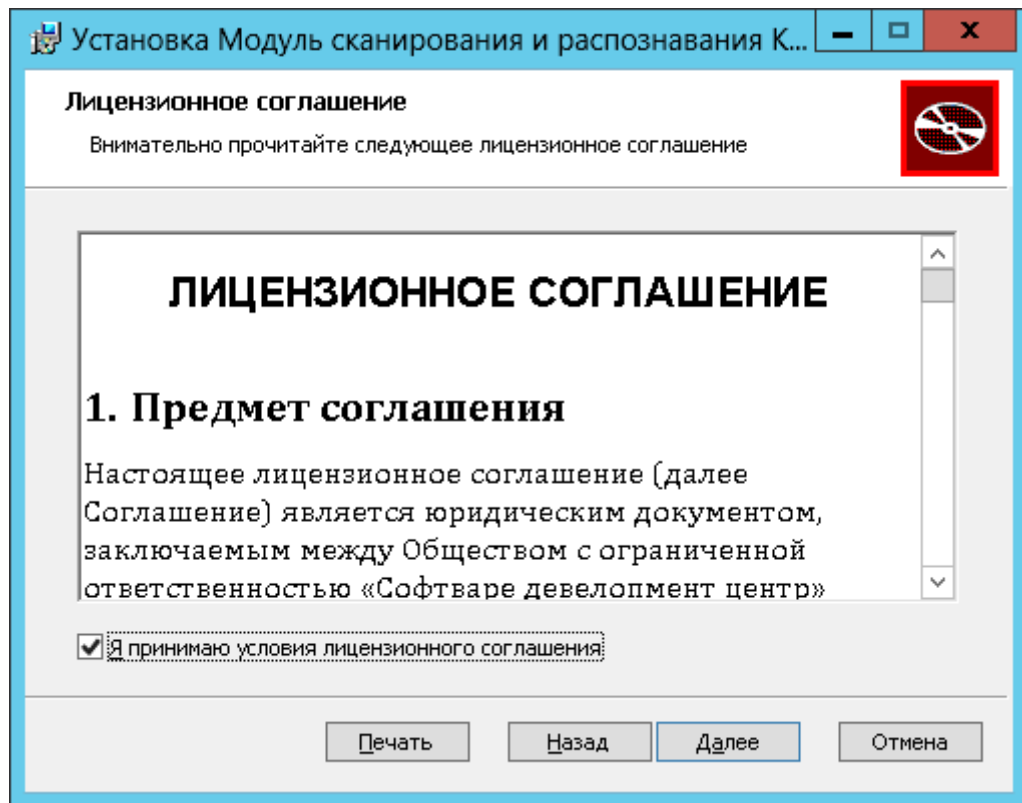 Установка Модуль сканирования и распознавания К...
Лицензионное соглашение
Внимательно прочитайте следующее лицензионное соглашение
ЛИЦЕНЗИОННОЕ СОГЛАШЕНИЕ
1. Предмет соглашения
Настоящее лицензионное соглашение (далее
Соглашение) является юридическим документом,
заключаемым между Обществом с ограниченной
ответственностью «Софтваре девелопмент центр»
Я принимаю условия лицензионного соглашения
Печать Назад Далее Отмена